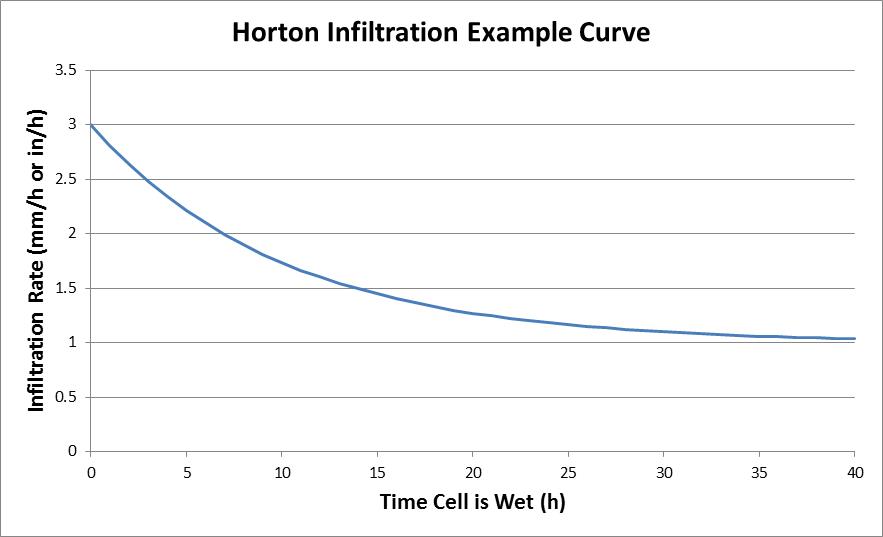 Horton Infiltration Example Curve
Infiltration Rate (mm/h or in/h)
3.5
3
2.5
2
1.5
1
0.5
0
0 5 10 15 20 25 30 35 40
Time Cell is Wet (h)